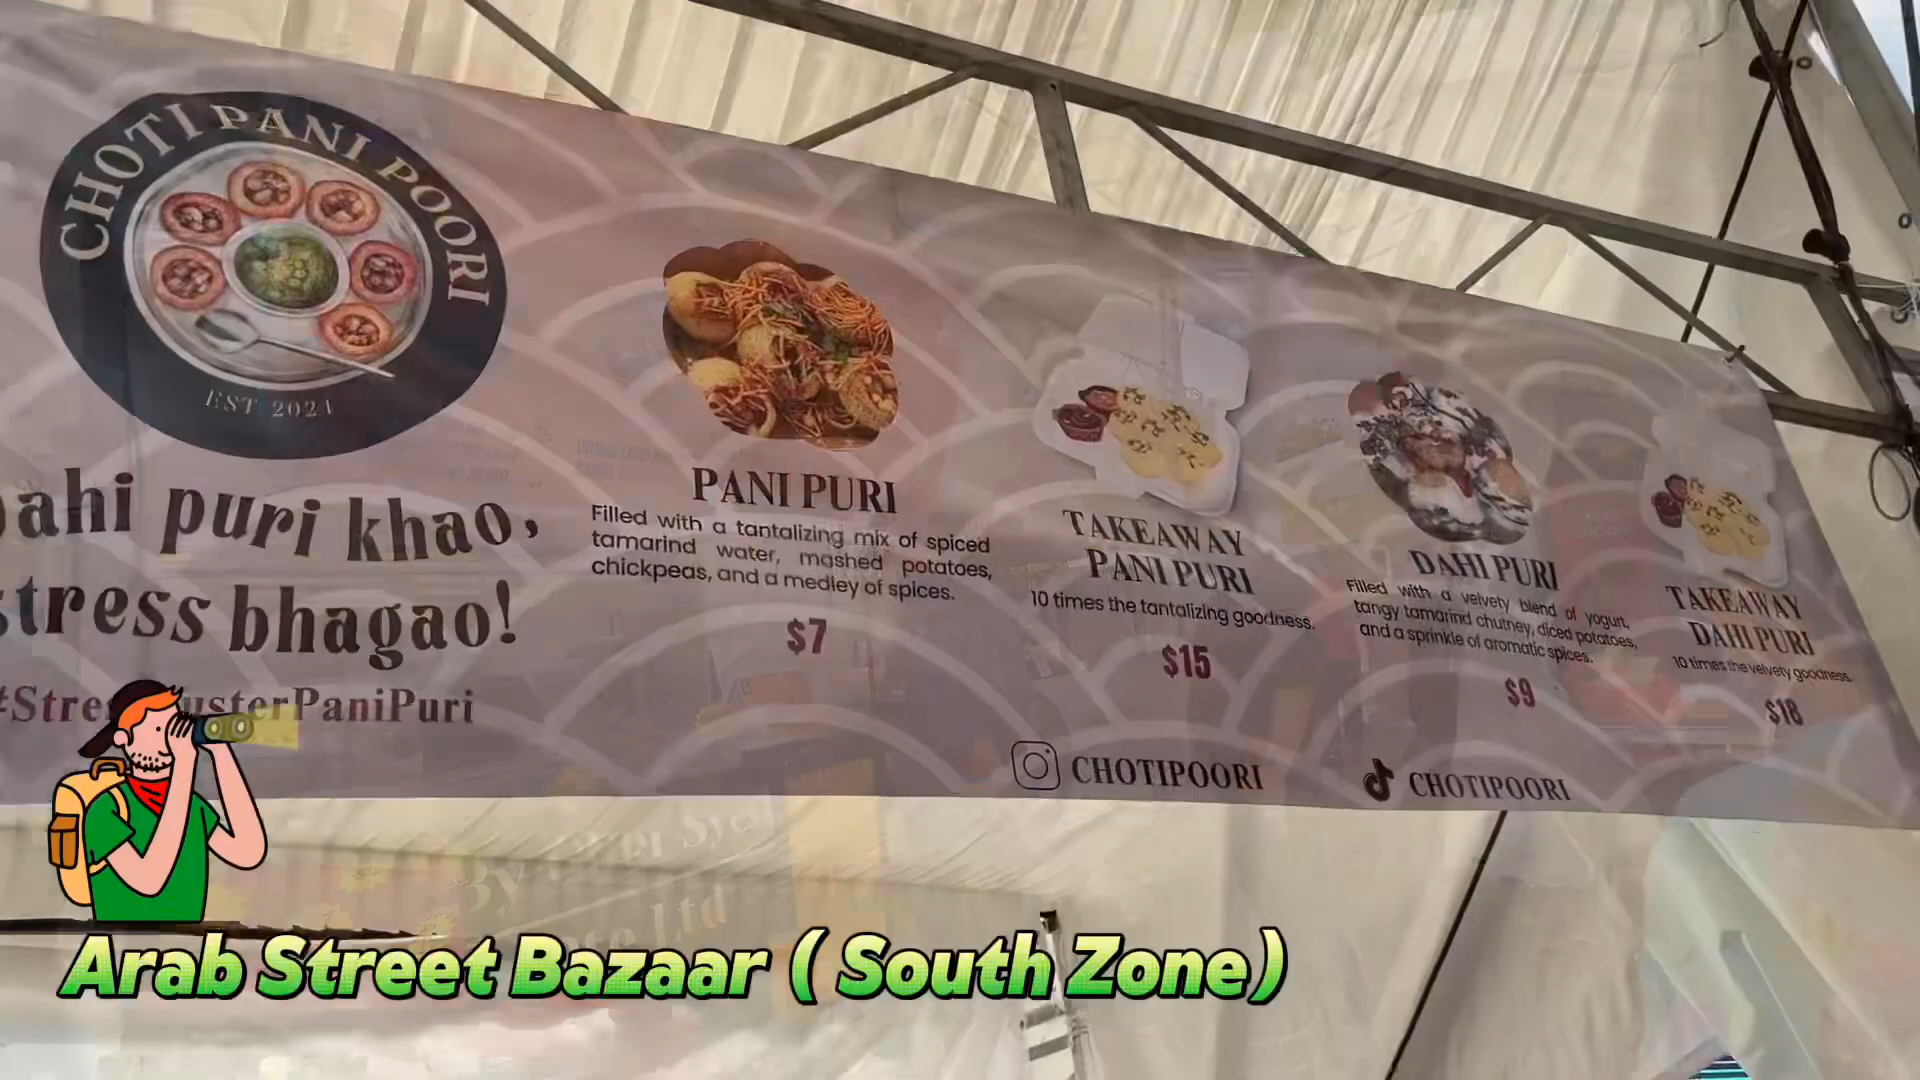 CHOTI PANI POORI
EST 2024
ahi puri khao,
stress bhagao!
PaniPuri
PANI PURI
Filled with a tantalizing mix of spiced
tamarind water, mashed potatoes,
chickpeas, and a medley of spices.
$7
TAKEAWAY
PANI PURI
10 times the tantalizing goodness.
$15
DAHI PURI
Filled with a velvety blend of yogurt,
tangy tamarind chutney, diced potatoes,
and a sprinkle of aromatic spices.
$9
TAKEAWAY
DAHI PURI
10 times the velvety goodness.
$18
CHOTIPOORI
CHOTIPOORI
Arab Street Bazaar ( South Zone)